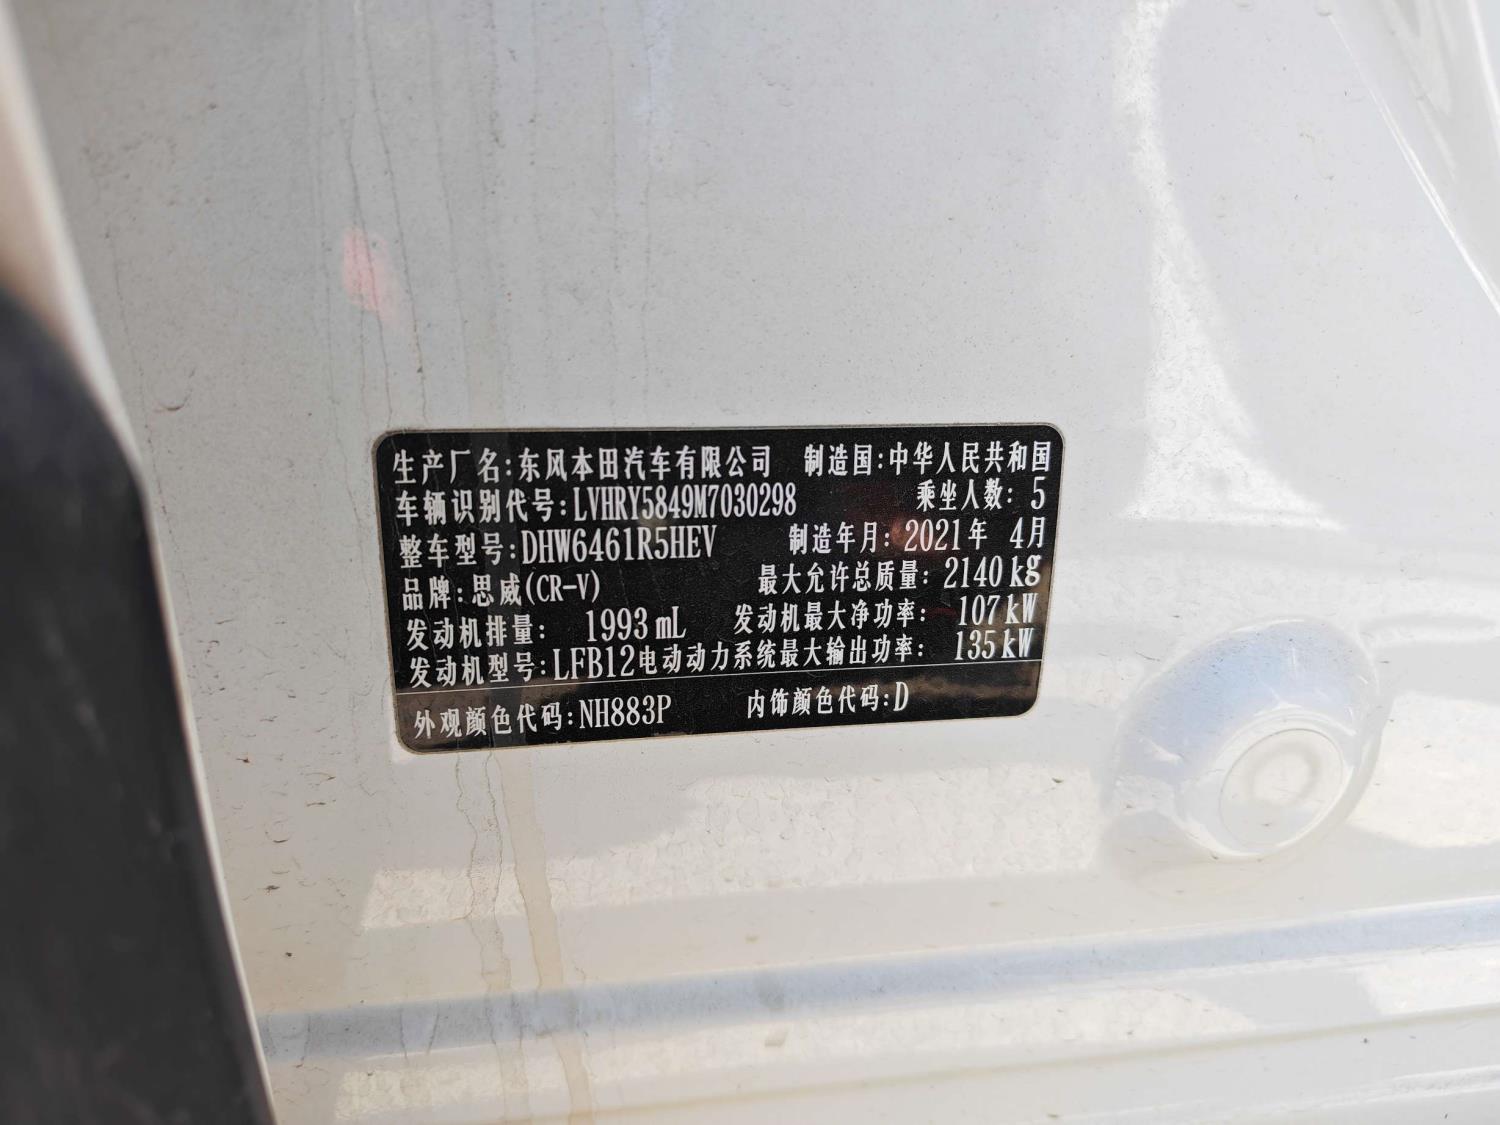 生产厂名:东风本田汽车有限公司 制造国:中华人民共和国
车辆识别代号:LVHRY5849M7030298 乘坐人数: 5
整车型号:DHW6461R5HEV 制造年月: 2021年 4月
品牌:思威(CR-V) 最大允许总质量: 2140 kg
发动机排量: 1993 mL 发动机最大净功率: 107 kW
发动机型号:LFB12 电动动力系统最大输出功率: 135 kW
外观颜色代码:NH883P 内饰颜色代码:D